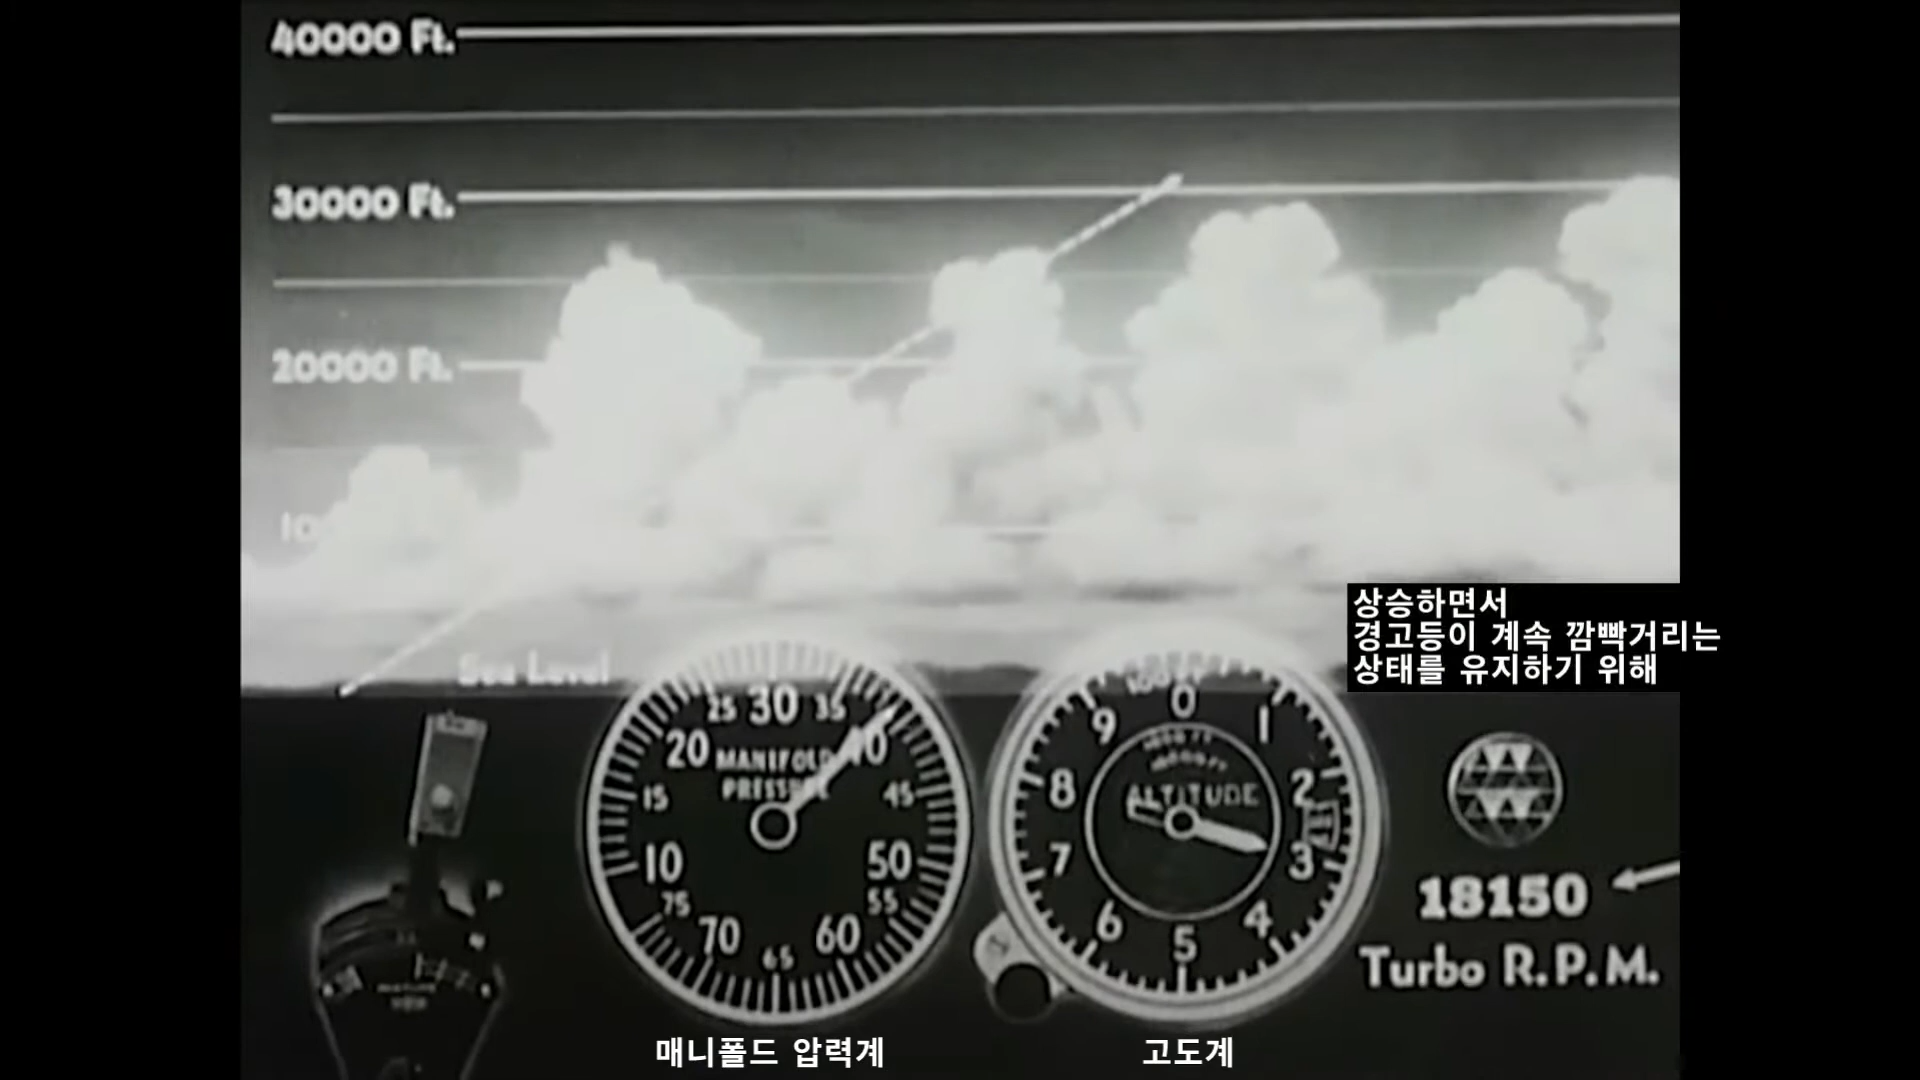 40000 Ft.
30000 Ft.
20000 Ft.
10
Sea Level
상승하면서
경고등이 계속 깜빡거리는
상태를 유지하기 위해
25 30 35
20 40
MANIFOLD
PRESSURE
15 45
10 50
75 55
70 60
65
0
9 1
8 2
ALTITUDE
7 3
6 4
5
18150
Turbo R.P.M.
매니폴드 압력계
고도계